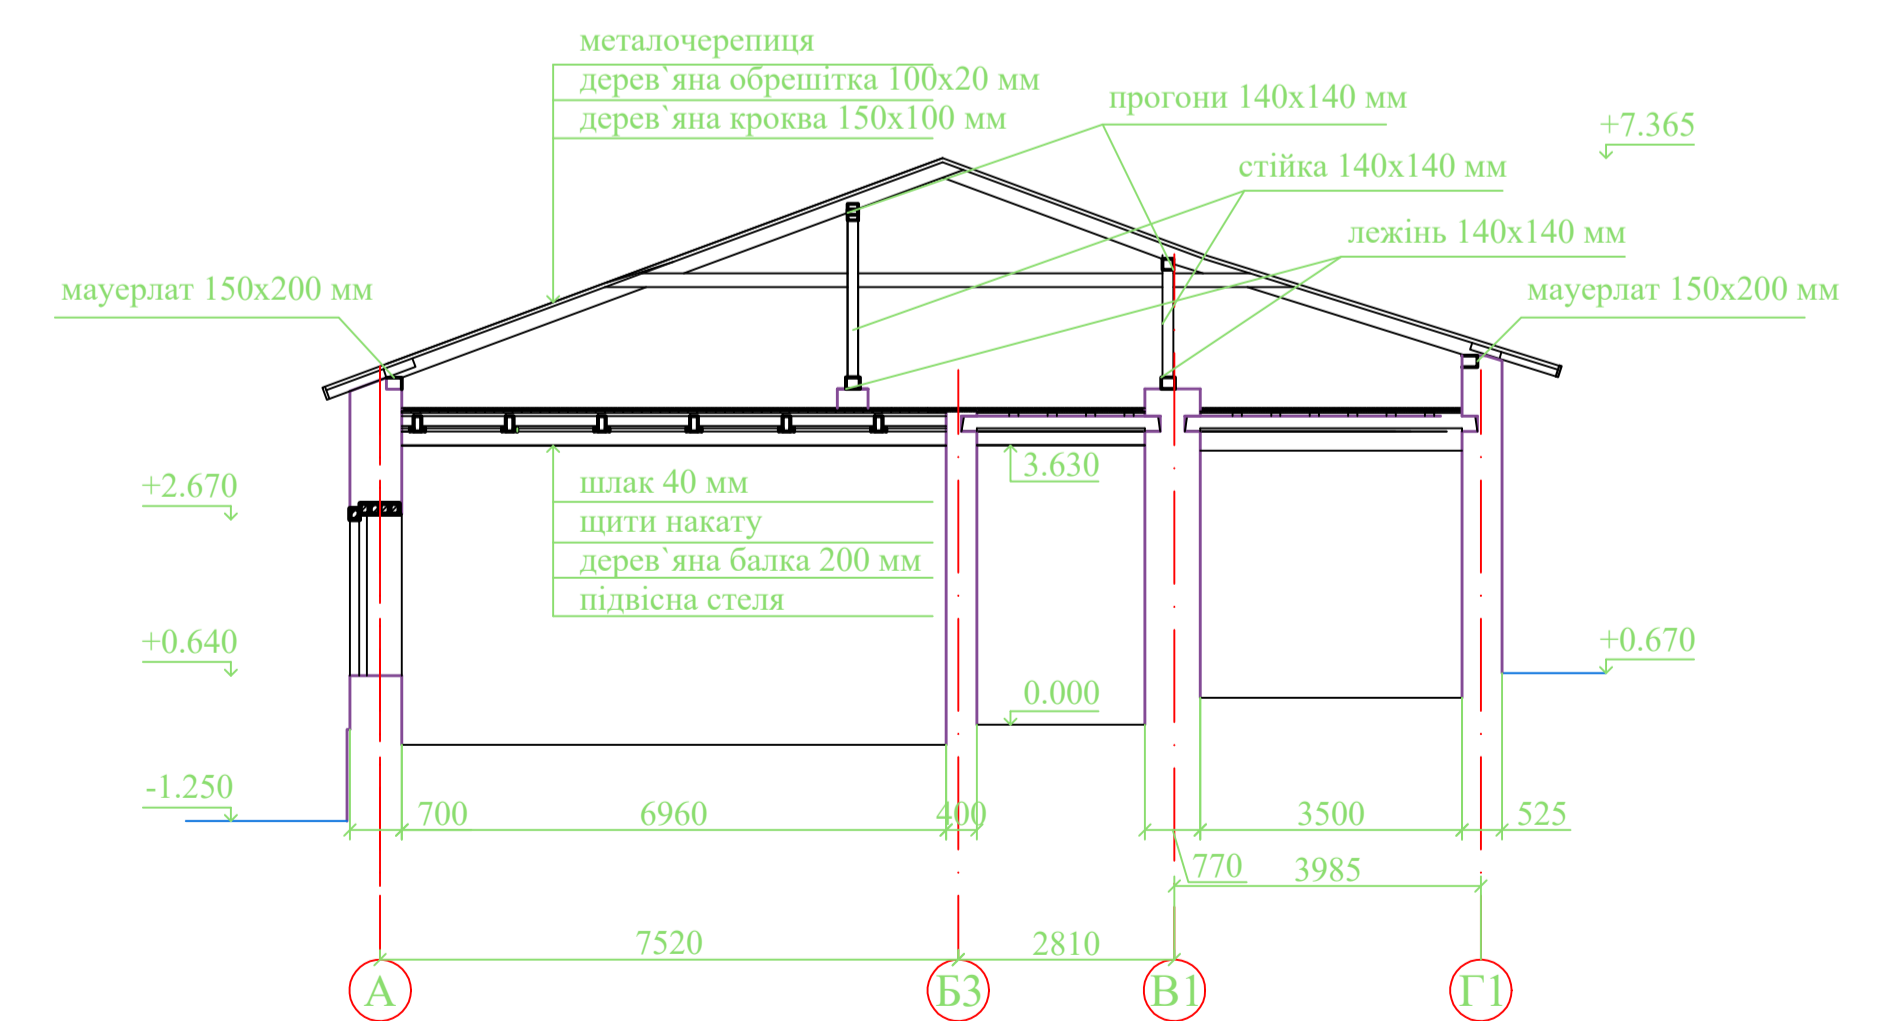 металочерепиця
дерев`яна обрешітка 100х20 мм
дерев`яна кроква 150х100 мм
прогони 140х140 мм
+7.365
стійка 140х140 мм
лежінь 140х140 мм
мауерлат 150х200 мм
мауерлат 150х200 мм
3.630
+2.670
шлак 40 мм
щити накату
дерев`яна балка 200 мм
підвісна стеля
+0.640
+0.670
0.000
-1.250
700
6960
400
3500
525
770
3985
7520
2810
А
Б3
В1
Г1